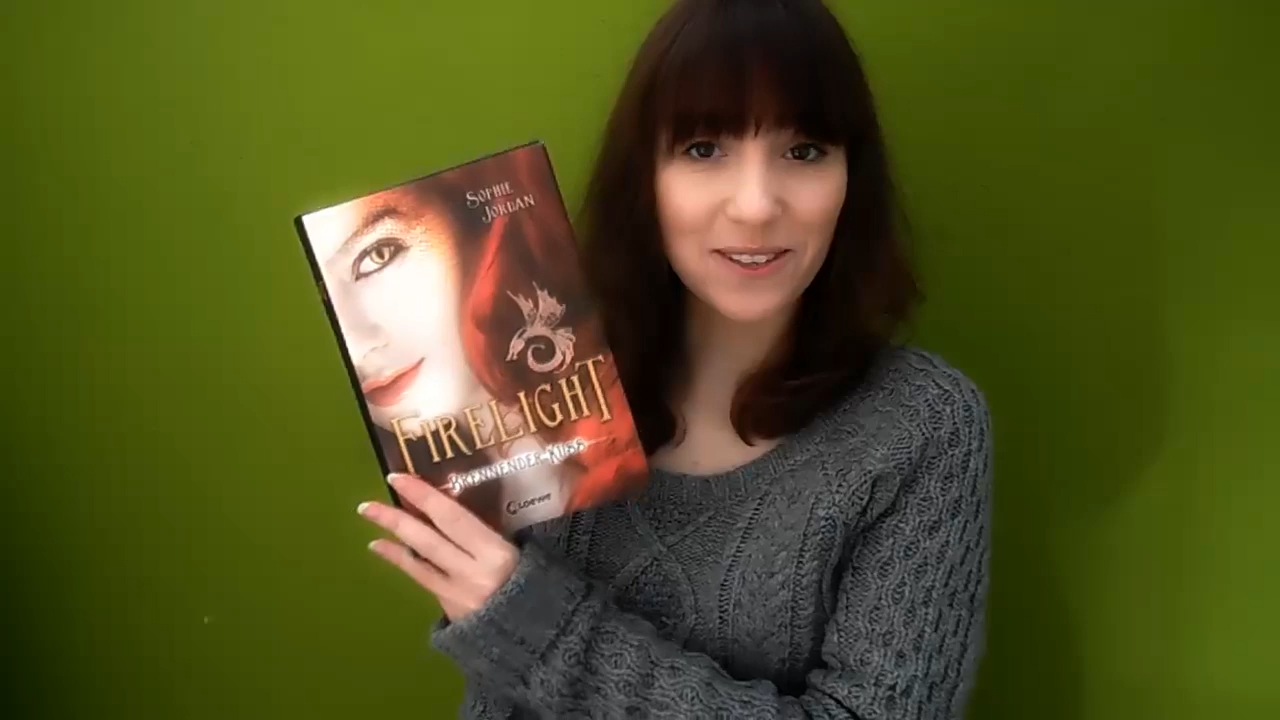 SOPHIE
JORDAN
FIRELIGHT
BRENNENDER KUSS
Loewe